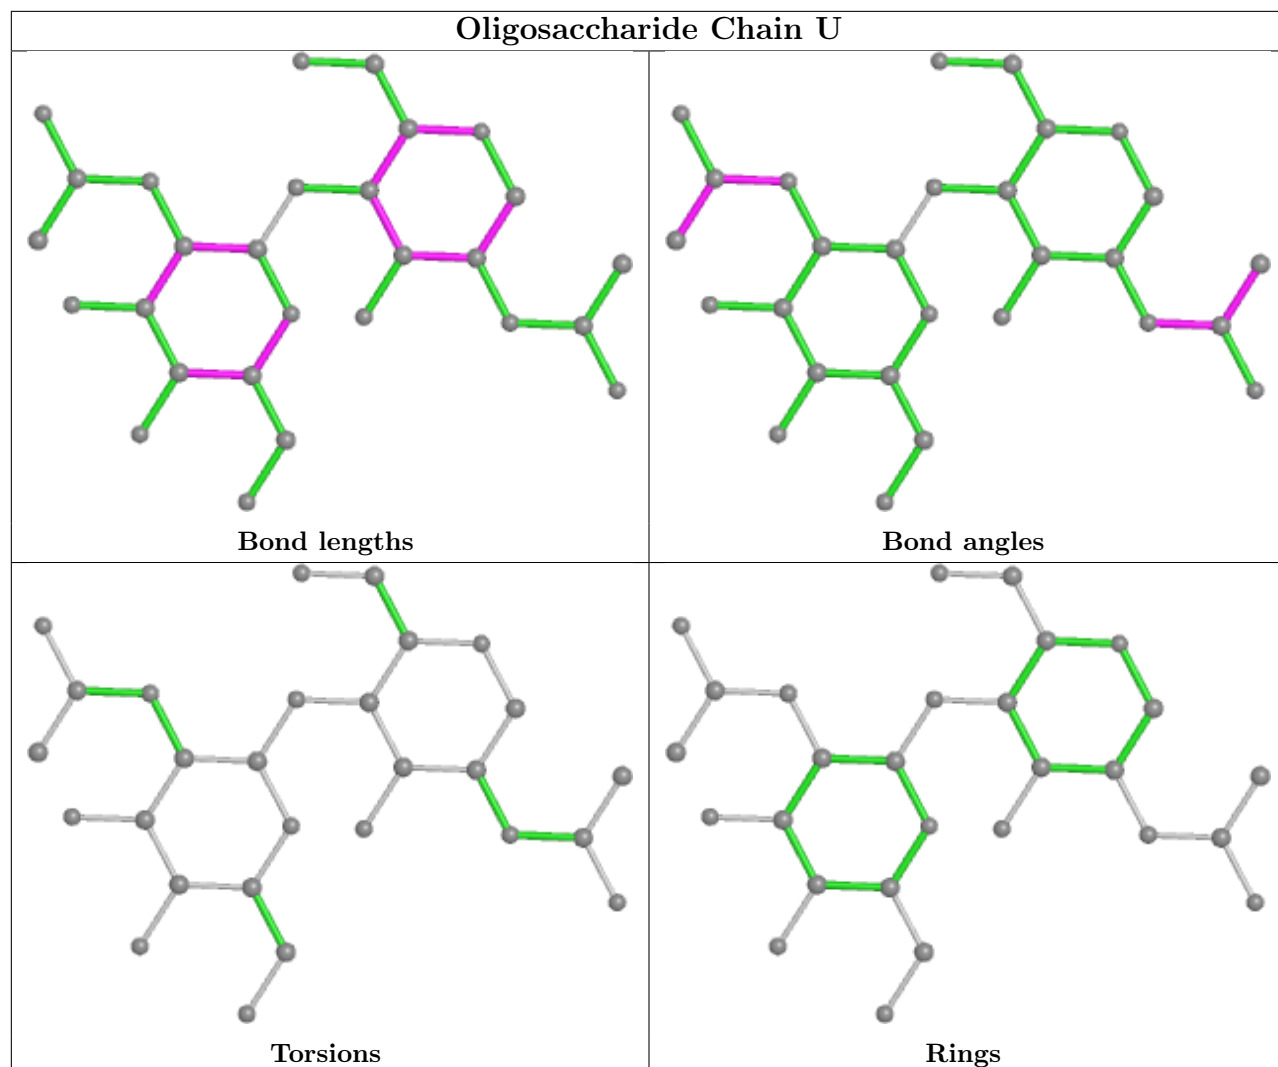 Oligosaccharide Chain U
Bond lengths
Bond angles
Torsions
Rings